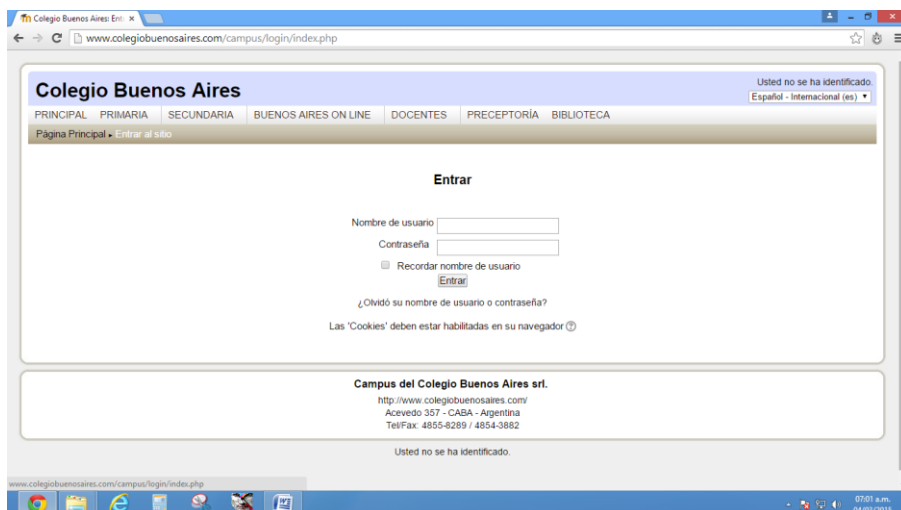 Colegio Buenos Aires: Ent
www.colegiobuenosaires.com/campus/login/index.php
Colegio Buenos Aires
Usted no se ha identificado.
Español - Internacional (es)
PRINCIPAL PRIMARIA SECUNDARIA BUENOS AIRES ON LINE DOCENTES PRECEPTORÍA BIBLIOTECA
Página Principal ▸ Entrar al sitio
Entrar
Nombre de usuario
Contraseña
Recordar nombre de usuario
Entrar
¿Olvidó su nombre de usuario o contraseña?
Las 'Cookies' deben estar habilitadas en su navegador
Campus del Colegio Buenos Aires srl.
http://www.colegiobuenosaires.com/
Acevedo 357 - CABA - Argentina
Tel/Fax: 4855-8289 / 4854-3882
Usted no se ha identificado.
www.colegiobuenosaires.com/campus/login/index.php
07:01 a.m.